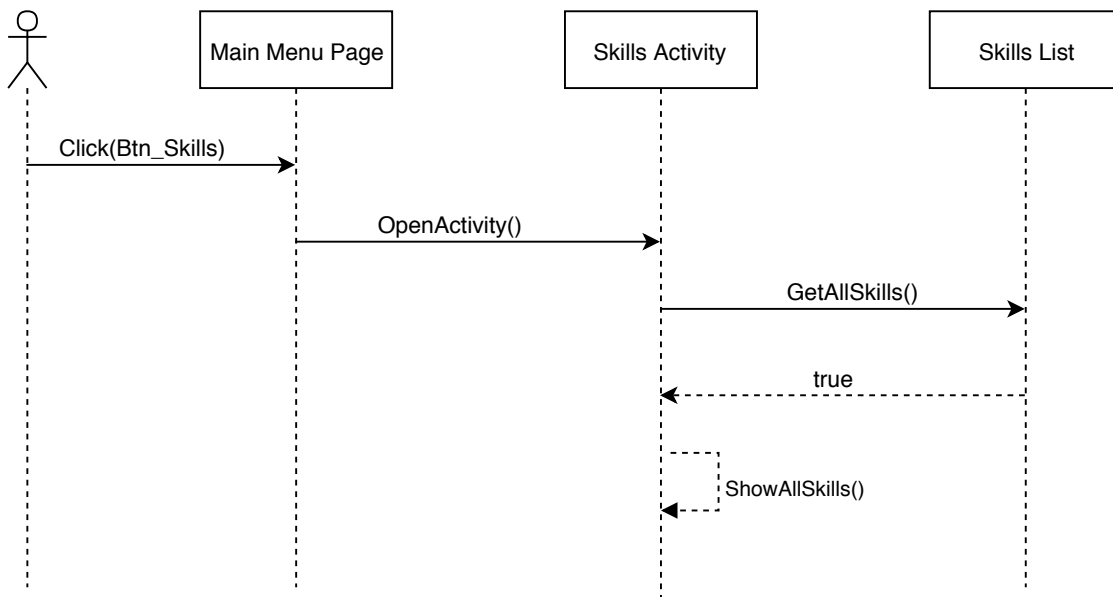 Main Menu Page
Skills Activity
Skills List
Click(Btn_Skills)
OpenActivity()
GetAllSkills()
true
ShowAllSkills()